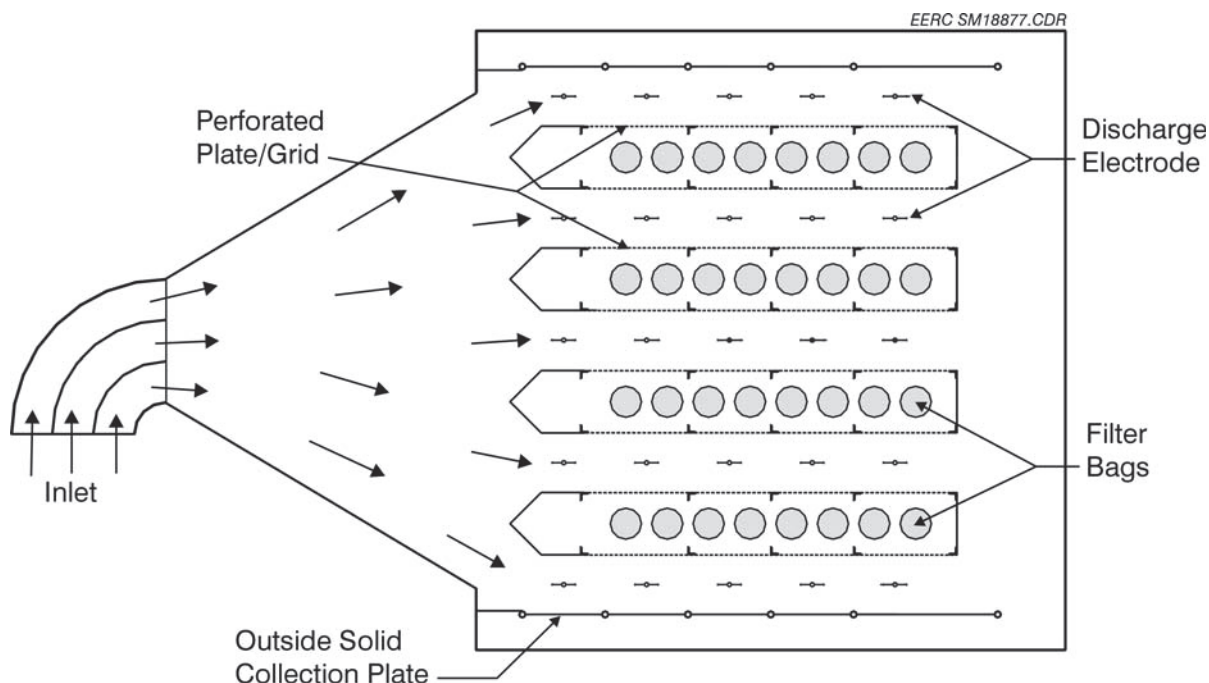 EERC SM18877.CDR
Perforated
Plate/Grid
Discharge
Electrode
Inlet
Filter
Bags
Outside Solid
Collection Plate